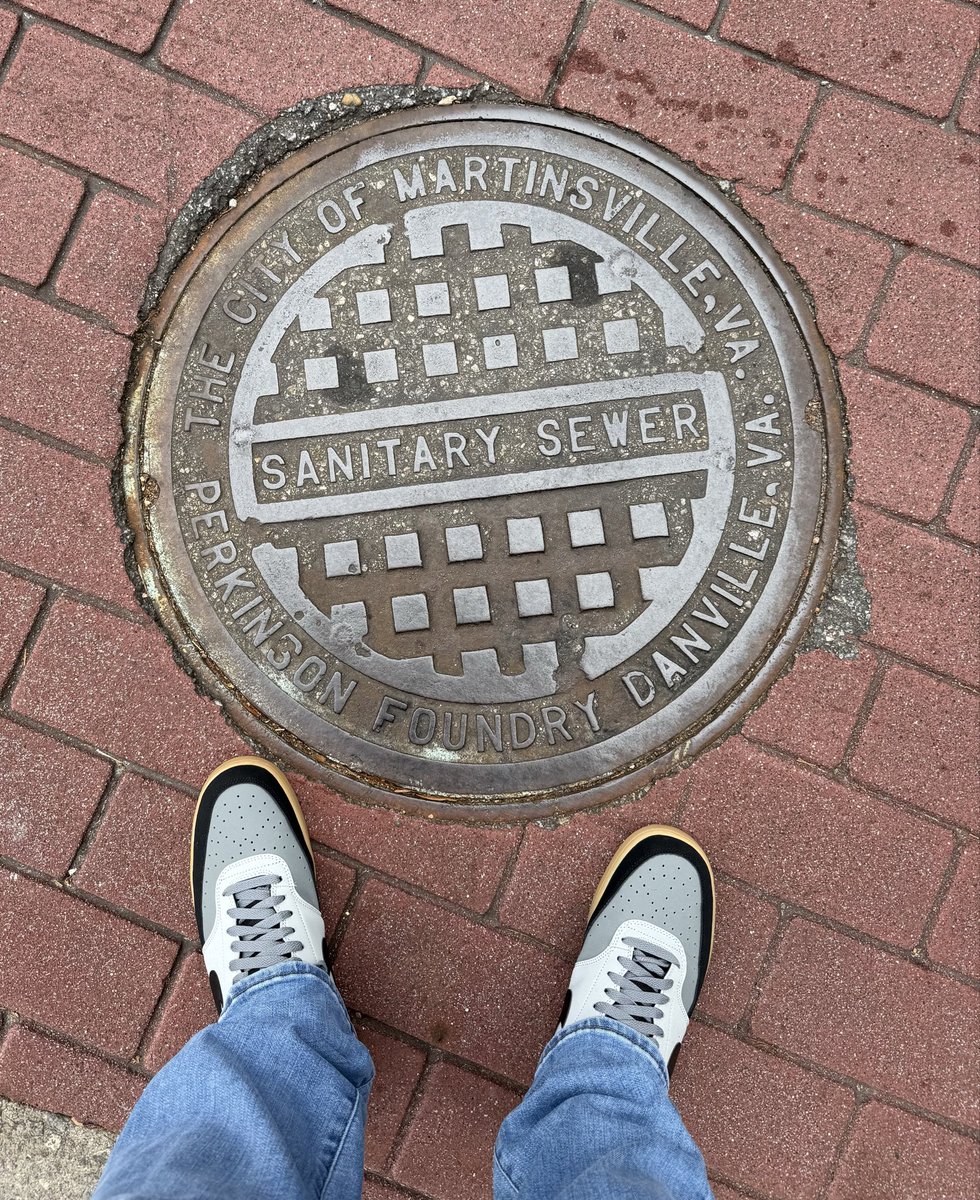 THE CITY OF MARTINSVILLE, VA.
SANITARY SEWER
PERKINSON FOUNDRY DANVILLE, VA.